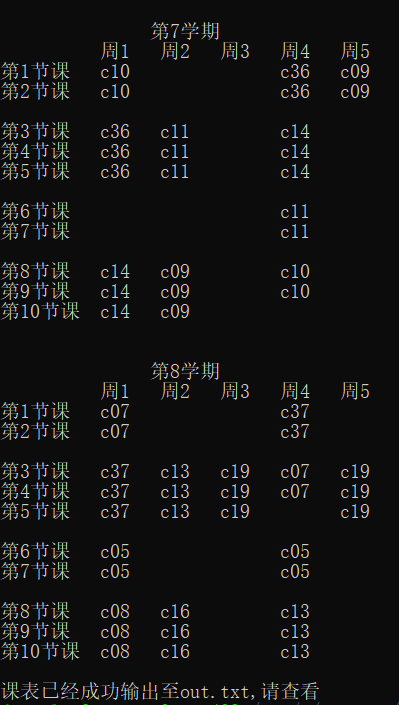 第7学期
周1 周2 周3 周4 周5
第1节课 c10 c36 c09
第2节课 c10 c36 c09
第3节课 c36 c11 c14
第4节课 c36 c11 c14
第5节课 c36 c11 c14
第6节课 c11
第7节课 c11
第8节课 c14 c09 c10
第9节课 c14 c09 c10
第10节课 c14 c09
第8学期
周1 周2 周3 周4 周5
第1节课 c07 c37
第2节课 c07 c37
第3节课 c37 c13 c19 c07 c19
第4节课 c37 c13 c19 c07 c19
第5节课 c37 c13 c19 c19
第6节课 c05 c05
第7节课 c05 c05
第8节课 c08 c16 c13
第9节课 c08 c16 c13
第10节课 c08 c16 c13
课表已经成功输出至out.txt,请查看